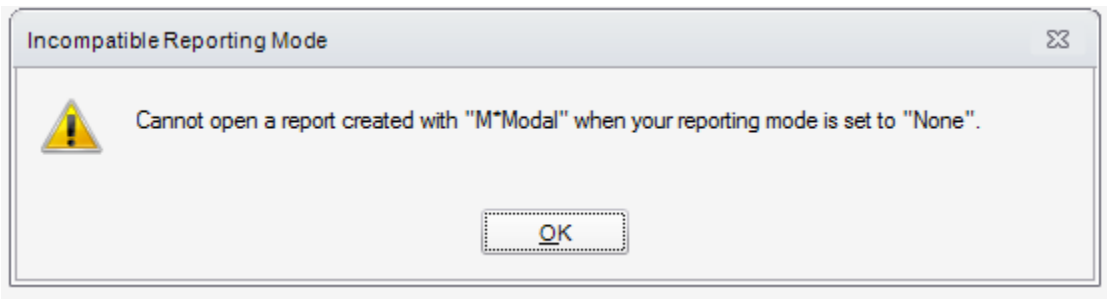 Incompatible Reporting Mode
Cannot open a report created with "M*Modal" when your reporting mode is set to "None".
OK